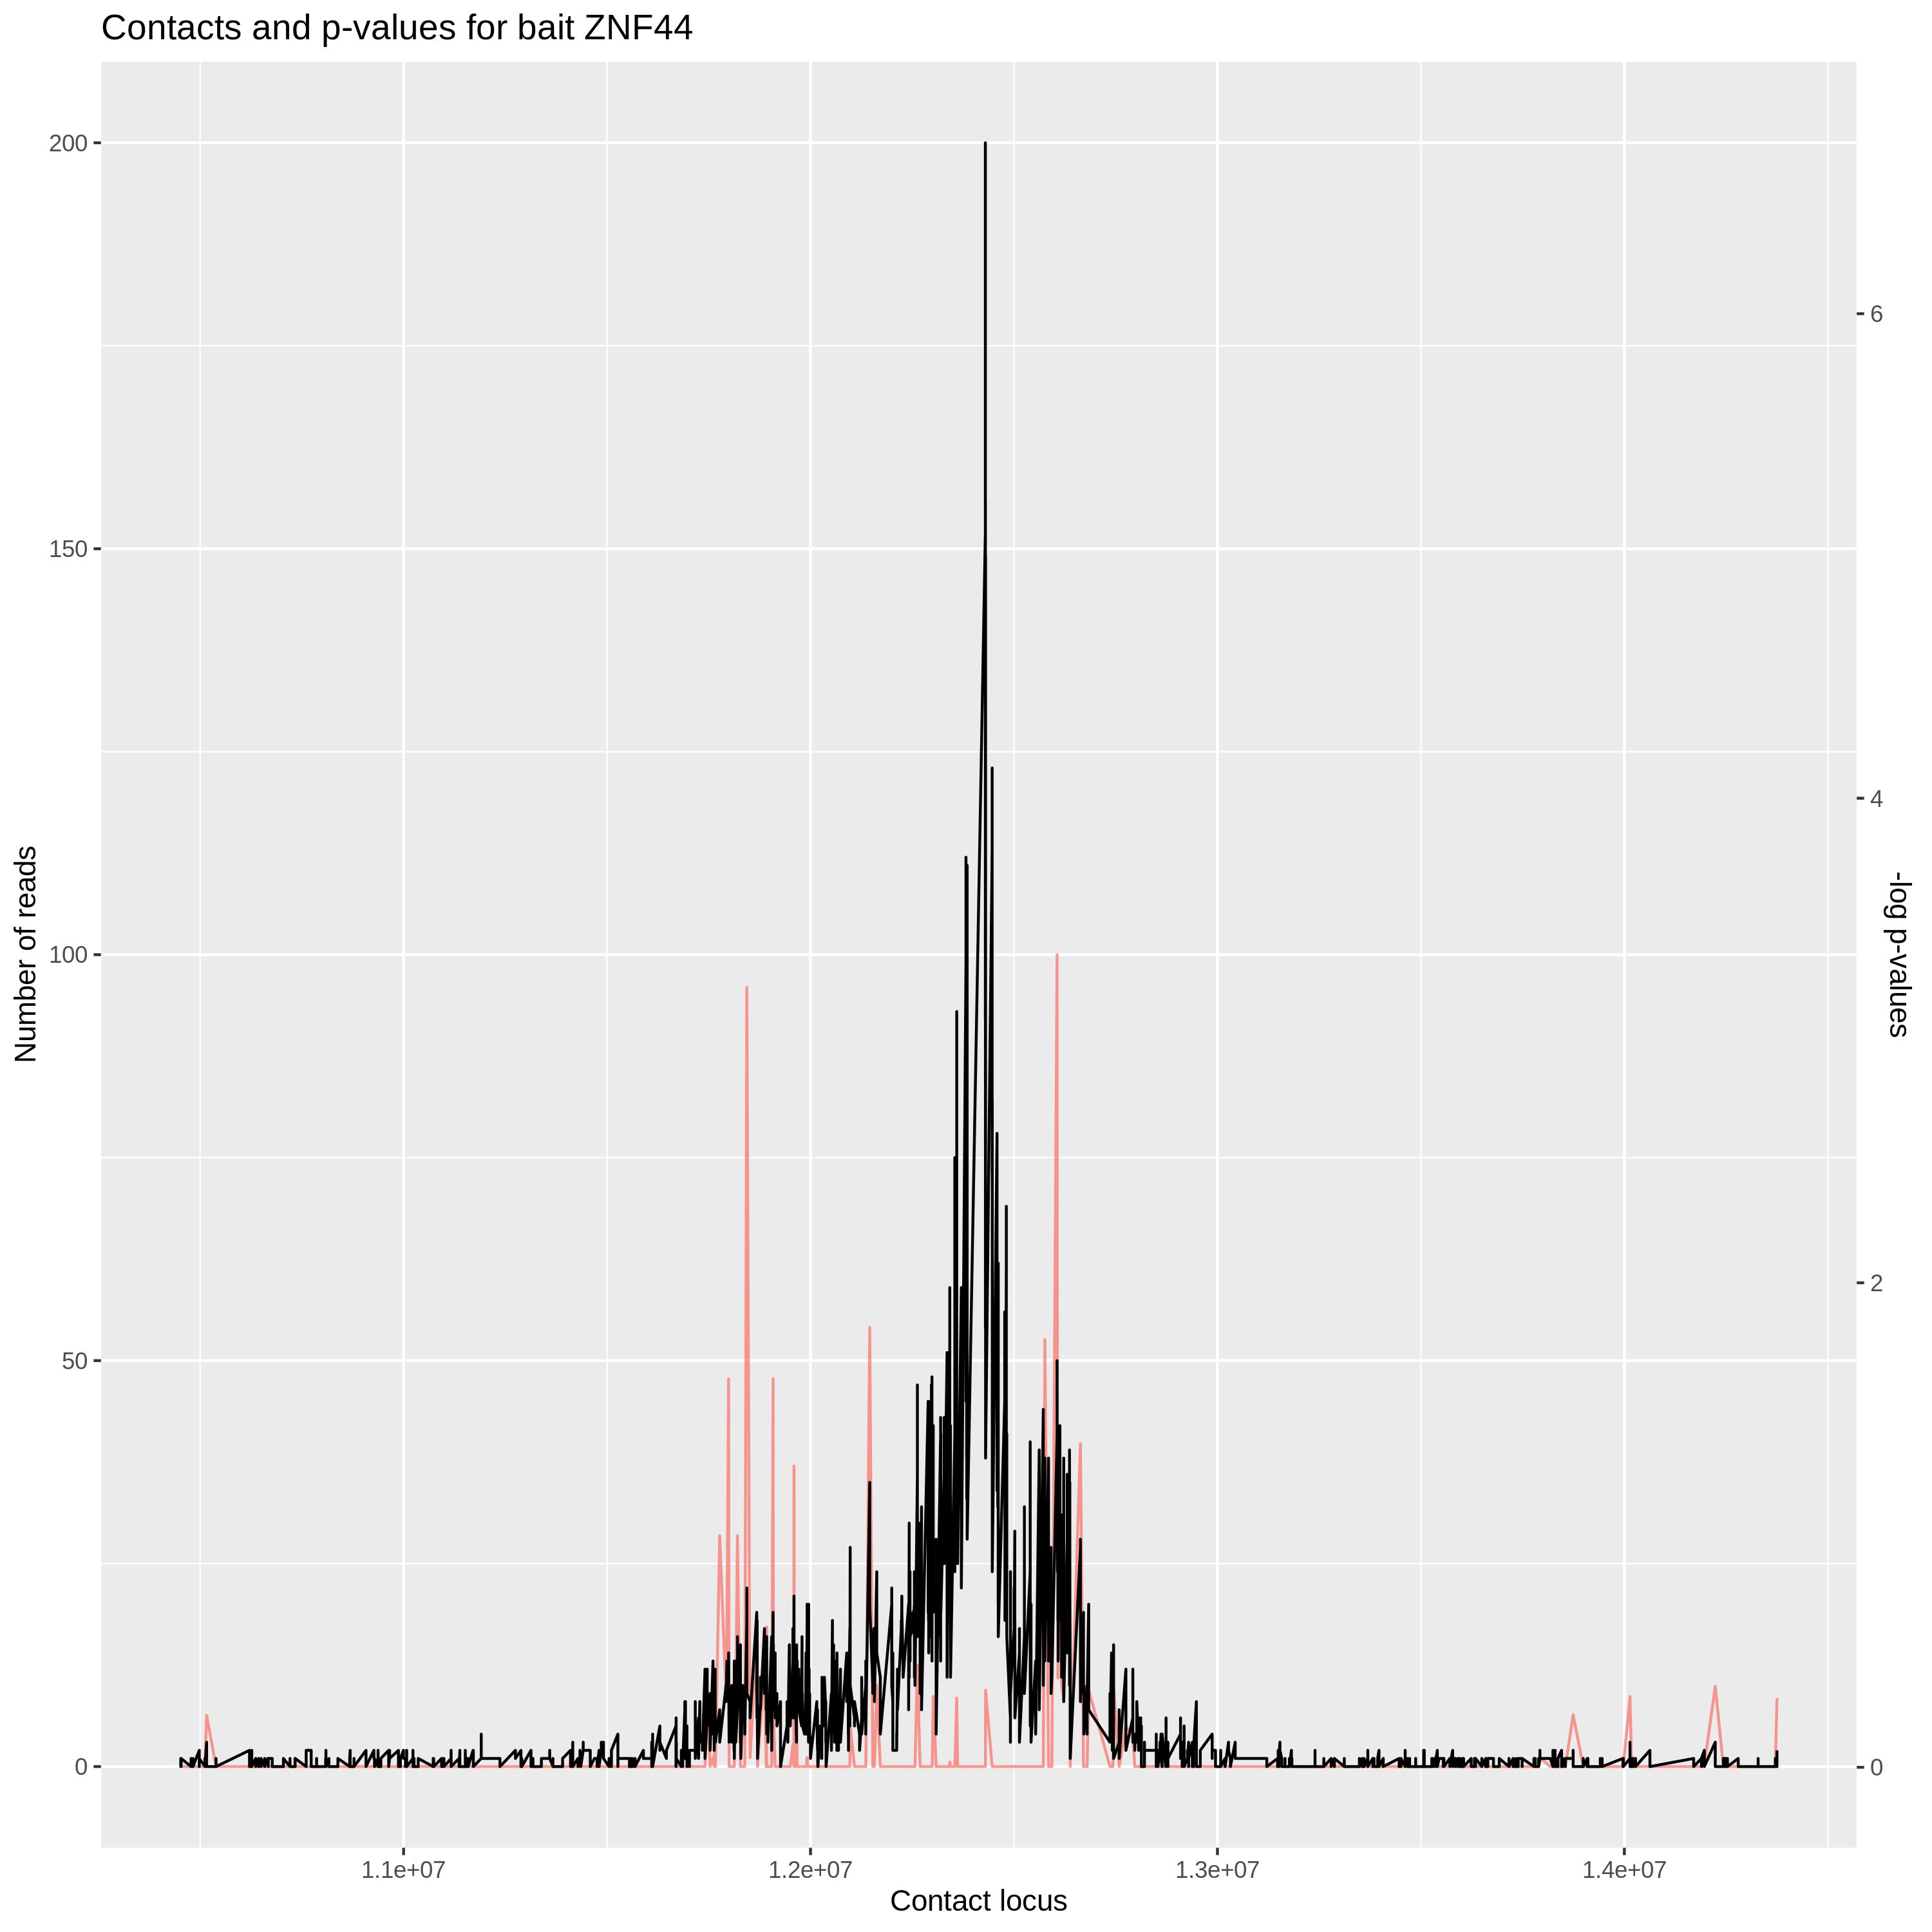 Contacts and p-values for bait ZNF44
200
150
100
50
0
6
4
2
0
Number of reads
-log p-values
1.1e+07
1.2e+07
1.3e+07
1.4e+07
Contact locus